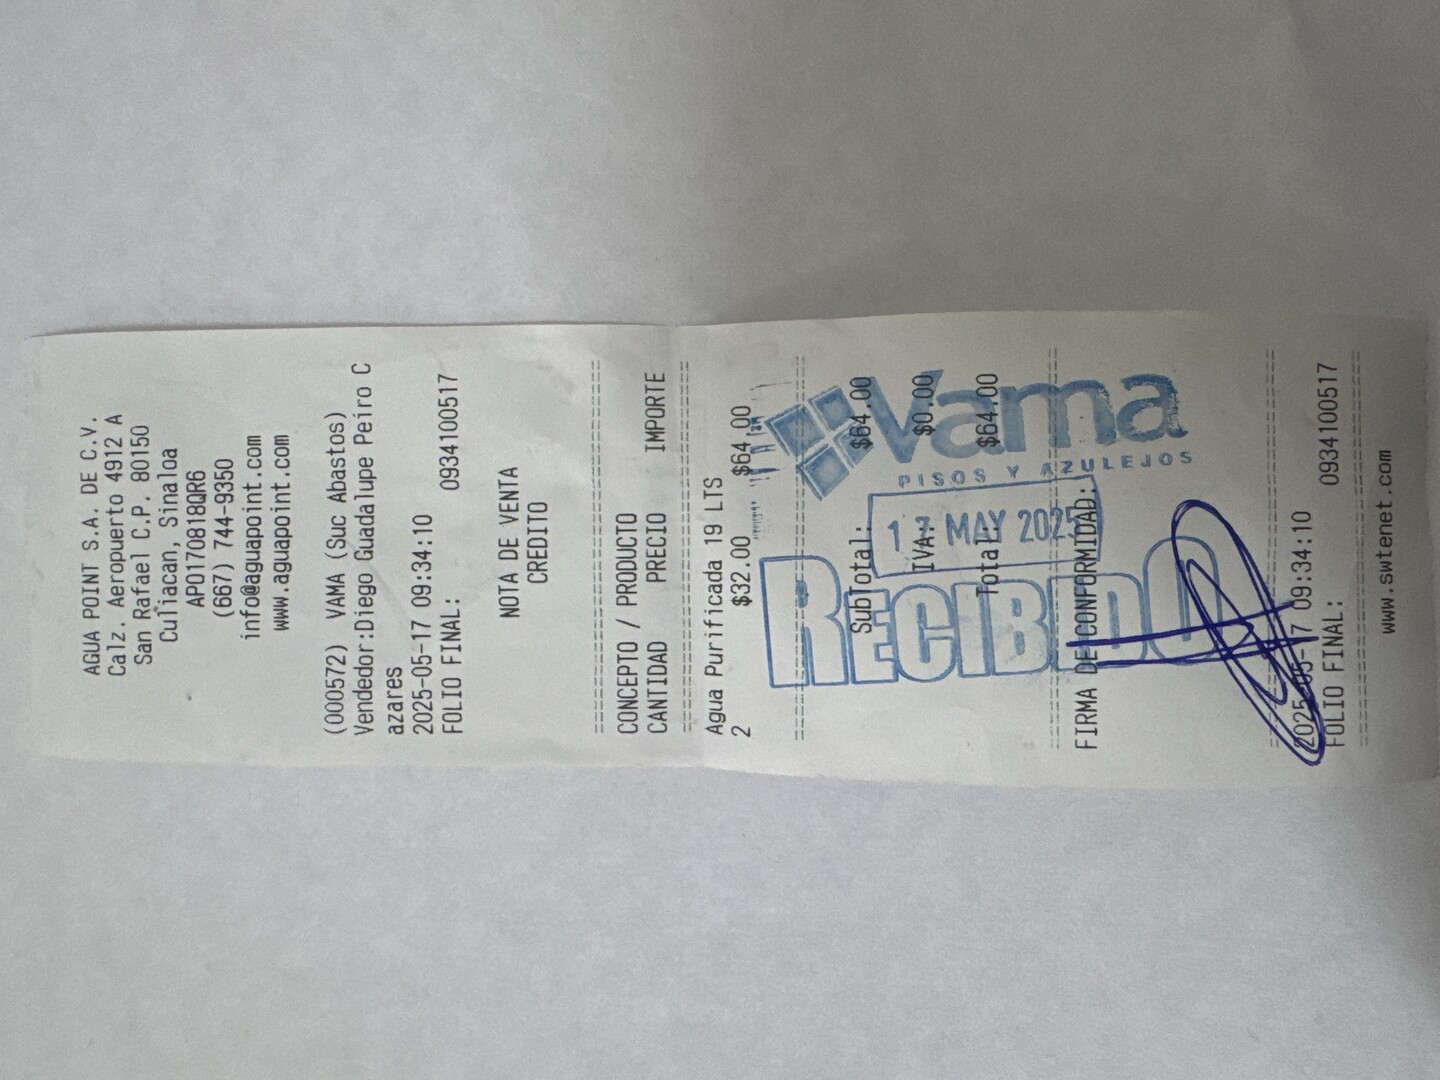 AGUA POINT S.A. DE C.V.
Calz. Aeropuerto 4912 A
San Rafael C.P. 80150
Culiacan, Sinaloa
APO170818QR6
(667) 744-9350
info@aguapoint.com
www.aguapoint.com
(000572) VAMA (Suc Abastos)
Vendedor:Diego Guadalupe Peiro C
azares
2025-05-17 09:34:10
FOLIO FINAL: 0934100517
NOTA DE VENTA
CREDITO
CONCEPTO / PRODUCTO
CANTIDAD PRECIO IMPORTE
Agua Purificada 19 LTS
2 $32.00 $64.00
SubTotal: $64.00
IVA: $0.00
Total: $64.00
Vama
PISOS Y AZULEJOS
17 MAY 2025
RECIBIDO
FIRMA DE CONFORMIDAD:
2025-05-17 09:34:10
FOLIO FINAL: 0934100517
www.swtenet.com